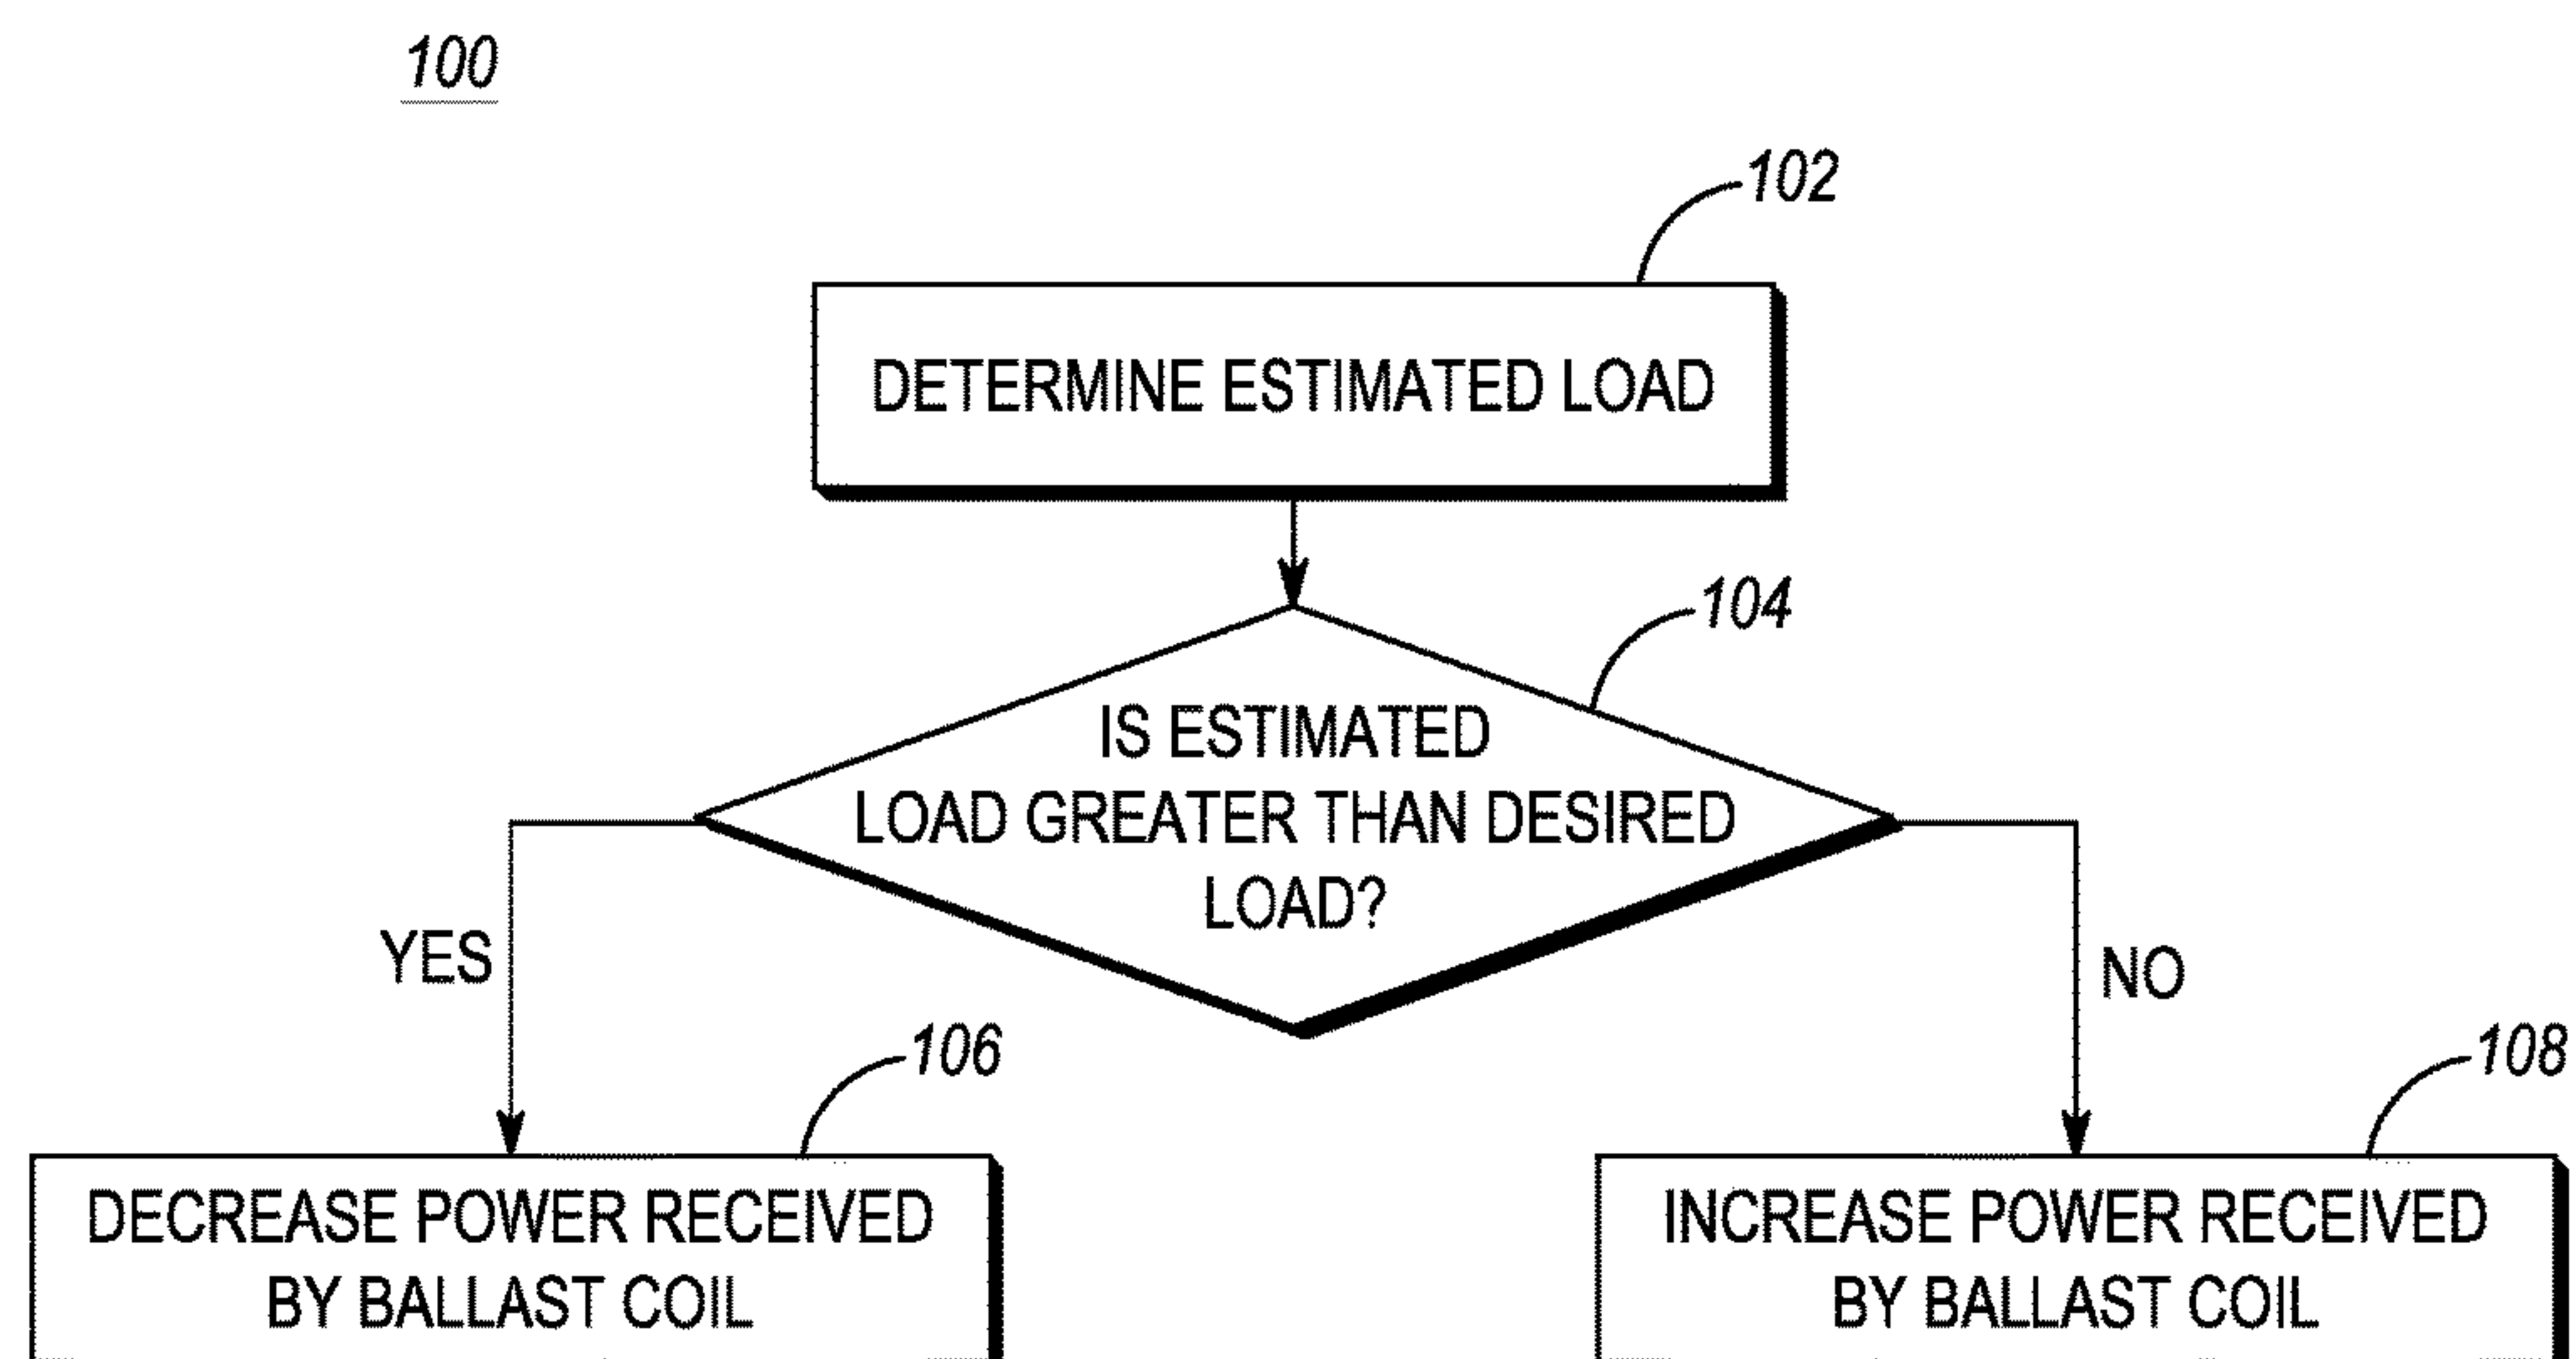 100
102
DETERMINE ESTIMATED LOAD
104
IS ESTIMATED
LOAD GREATER THAN DESIRED
LOAD?
YES
NO
106
108
DECREASE POWER RECEIVED
BY BALLAST COIL
INCREASE POWER RECEIVED
BY BALLAST COIL